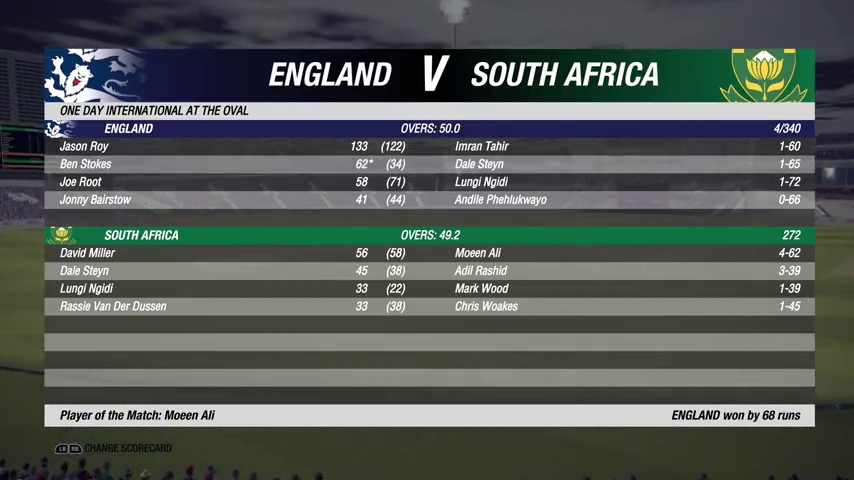 ENGLAND V SOUTH AFRICA
ONE DAY INTERNATIONAL AT THE OVAL
ENGLAND OVERS: 50.0 4/340
Jason Roy 133 (122) Imran Tahir 1-60
Ben Stokes 62* (34) Dale Steyn 1-65
Joe Root 58 (71) Lungi Ngidi 1-72
Jonny Bairstow 41 (44) Andile Phehlukwayo 0-66
SOUTH AFRICA OVERS: 49.2 272
David Miller 56 (58) Moeen Ali 4-62
Dale Steyn 45 (38) Adil Rashid 3-39
Lungi Ngidi 33 (22) Mark Wood 1-39
Rassie Van Der Dussen 33 (38) Chris Woakes 1-45
Player of the Match: Moeen Ali ENGLAND won by 68 runs
LB RB CHANGE SCORECARD